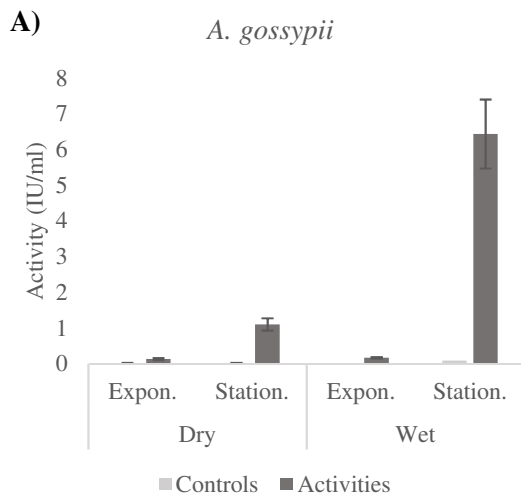 A)
A. gossypii
Activity (IU/ml)
8
7
6
5
4
3
2
1
0
Expon. Station. Expon. Station.
Dry Wet
Controls Activities